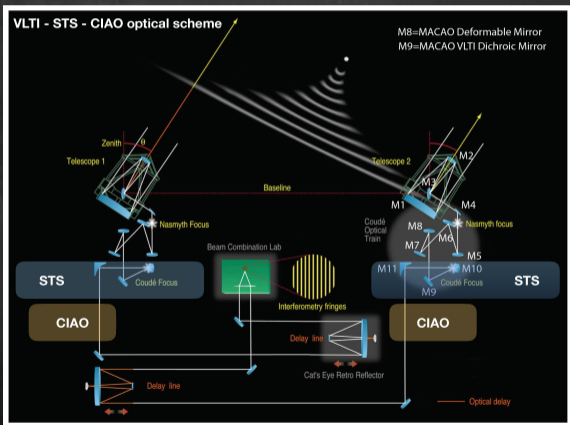 VLTI - STS - CIAO optical scheme
M8=MACAO Deformable Mirror
M9=MACAO VLTI Dichroic Mirror
Zenith
θ
Telescope 1
Telescope 2
M2
M3
Baseline
M1
M4
Nasmyth Focus
Nasmyth focus
Coudé
Optical
Train
M8
M6
M7
M5
Beam Combination Lab
M11
M10
STS
Coudé Focus
M9
Coudé Focus
STS
Interferometry fringes
CIAO
CIAO
Delay line
Cat's Eye Retro Reflector
Delay line
Optical delay